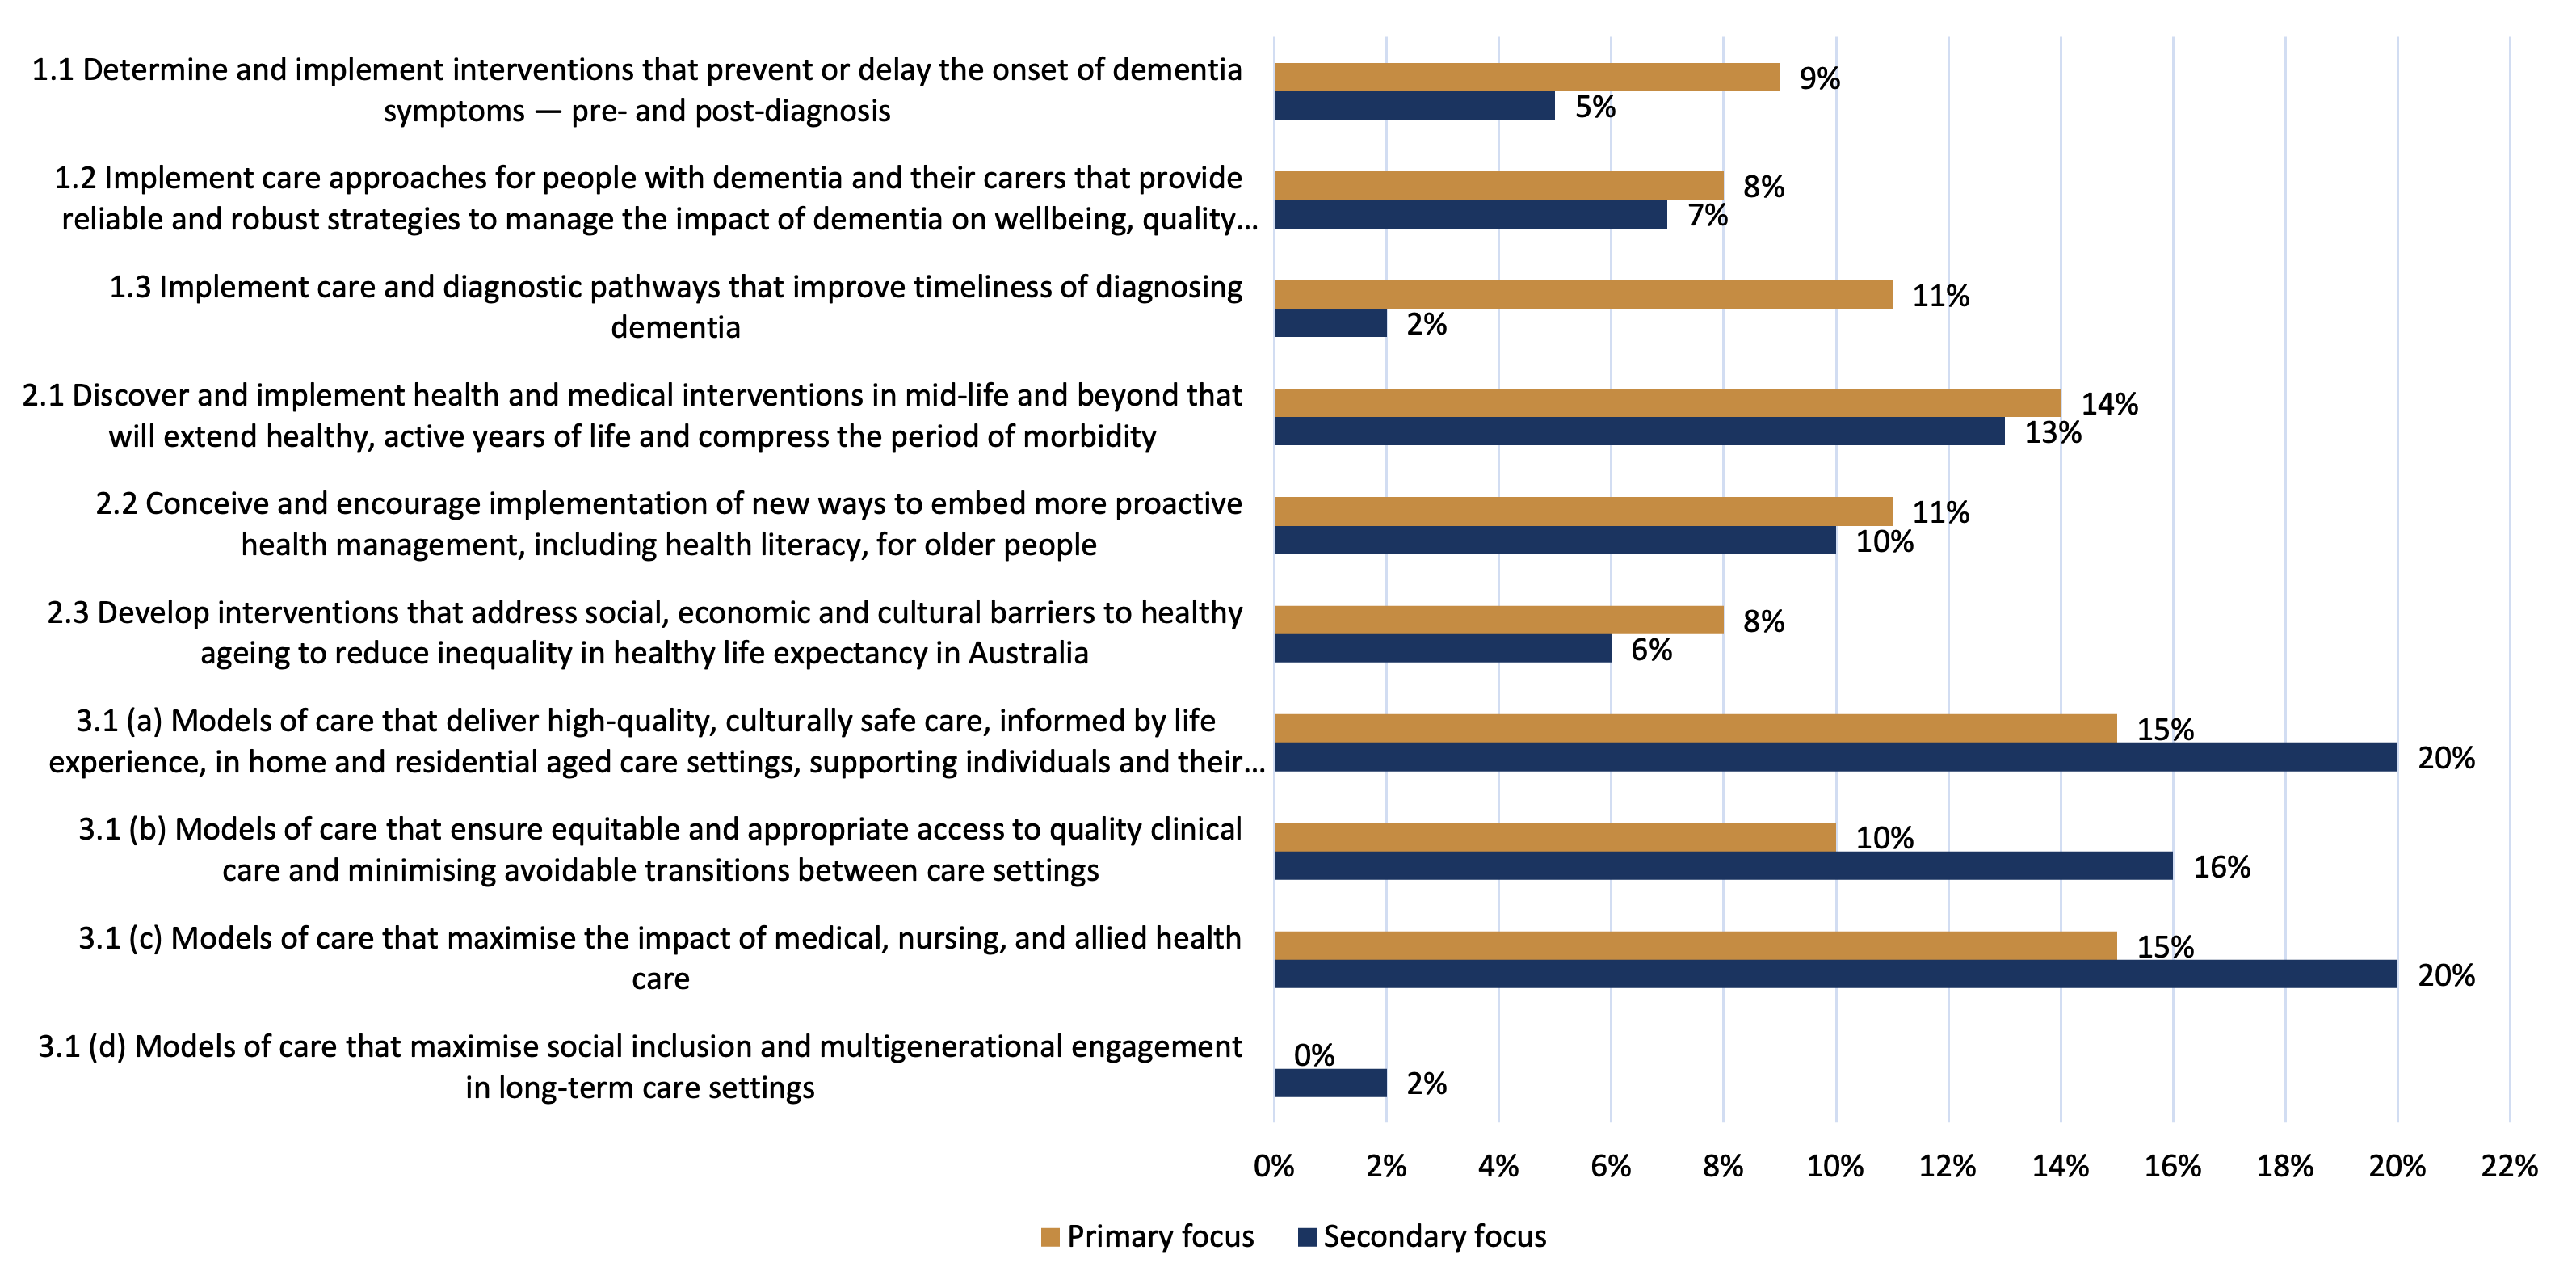 1.1 Determine and implement interventions that prevent or delay the onset of dementia
symptoms — pre- and post-diagnosis
9%
5%
1.2 Implement care approaches for people with dementia and their carers that provide
reliable and robust strategies to manage the impact of dementia on wellbeing, quality...
8%
7%
1.3 Implement care and diagnostic pathways that improve timeliness of diagnosing
dementia
11%
2%
2.1 Discover and implement health and medical interventions in mid-life and beyond that
will extend healthy, active years of life and compress the period of morbidity
14%
13%
2.2 Conceive and encourage implementation of new ways to embed more proactive
health management, including health literacy, for older people
11%
10%
2.3 Develop interventions that address social, economic and cultural barriers to healthy
ageing to reduce inequality in healthy life expectancy in Australia
8%
6%
3.1 (a) Models of care that deliver high-quality, culturally safe care, informed by life
experience, in home and residential aged care settings, supporting individuals and their...
15%
20%
3.1 (b) Models of care that ensure equitable and appropriate access to quality clinical
care and minimising avoidable transitions between care settings
10%
16%
3.1 (c) Models of care that maximise the impact of medical, nursing, and allied health
care
15%
20%
3.1 (d) Models of care that maximise social inclusion and multigenerational engagement
in long-term care settings
0%
2%
0% 2% 4% 6% 8% 10% 12% 14% 16% 18% 20% 22%
Primary focus Secondary focus